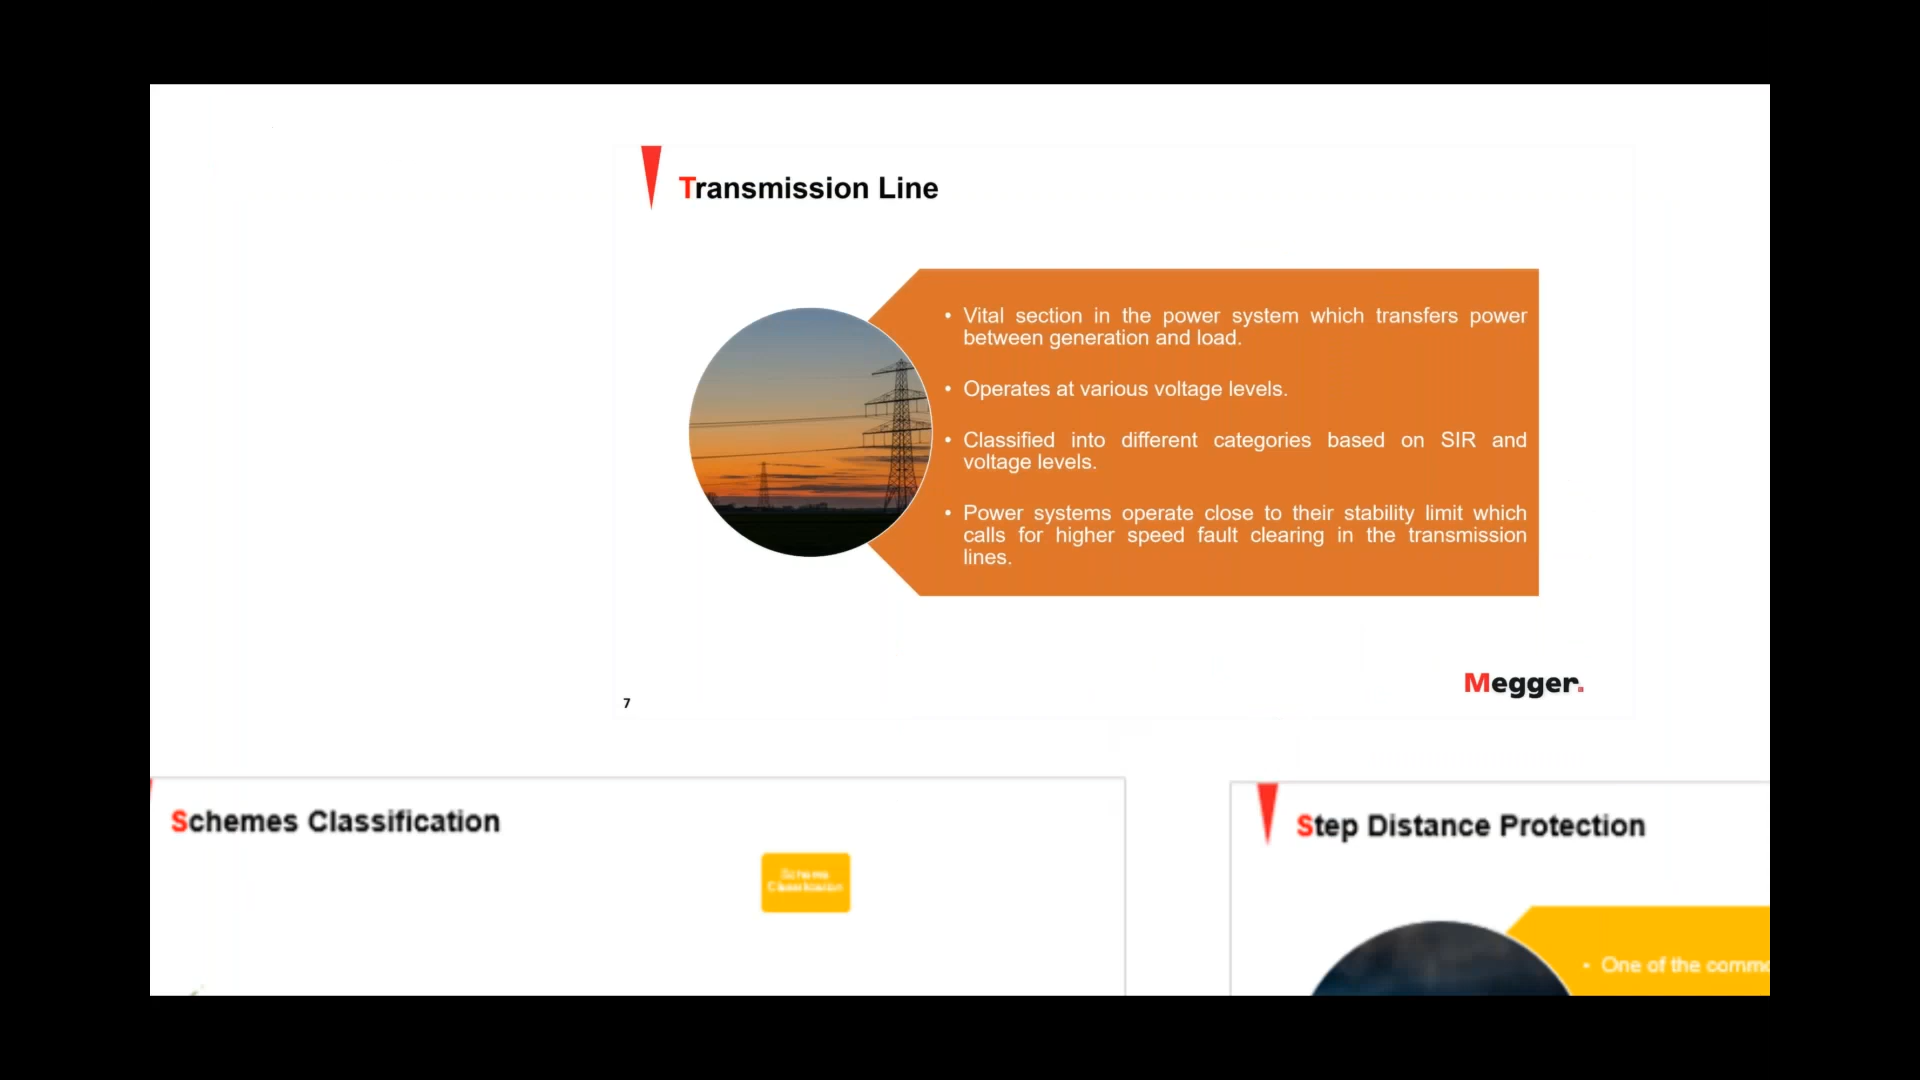 Transmission Line
• Vital section in the power system which transfers power
between generation and load.
• Operates at various voltage levels.
• Classified into different categories based on SIR and
voltage levels.
• Power systems operate close to their stability limit which
calls for higher speed fault clearing in the transmission
lines.
Megger.
7
Schemes Classification
Scheme
Classification
Step Distance Protection
• One of the